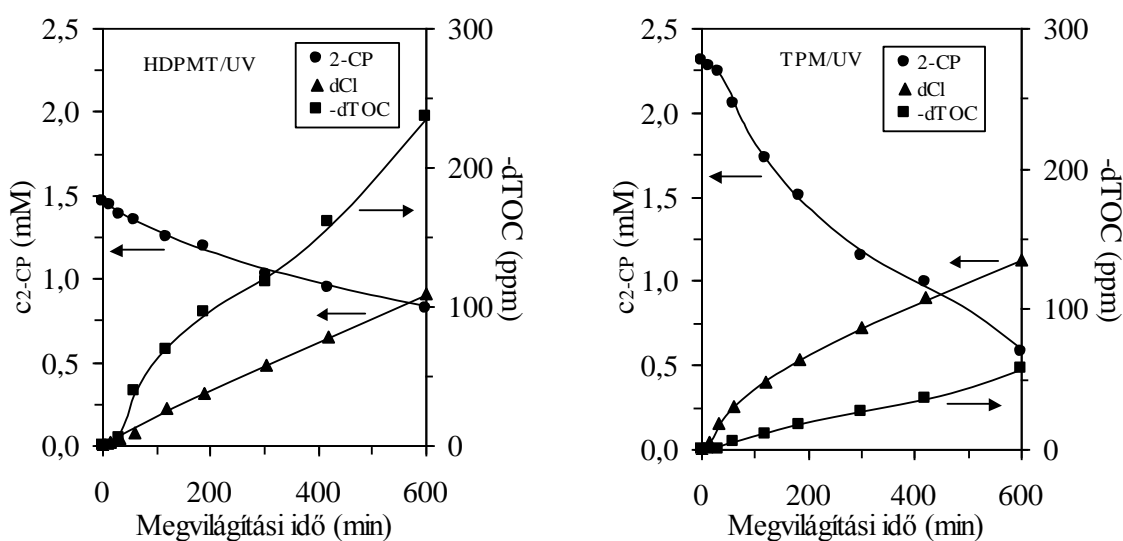 2,5
2,0
1,5
1,0
0,5
0,0
c2-CP (mM)
300
200
100
0
-dTOC (ppm)
HDPMT/UV
2-CP
dCl
-dTOC
0 200 400 600
Megvilágítási idő (min)
2,5
2,0
1,5
1,0
0,5
0,0
c2-CP (mM)
300
200
100
0
-dTOC (ppm)
TPM/UV
2-CP
dCl
-dTOC
0 200 400 600
Megvilágítási idő (min)